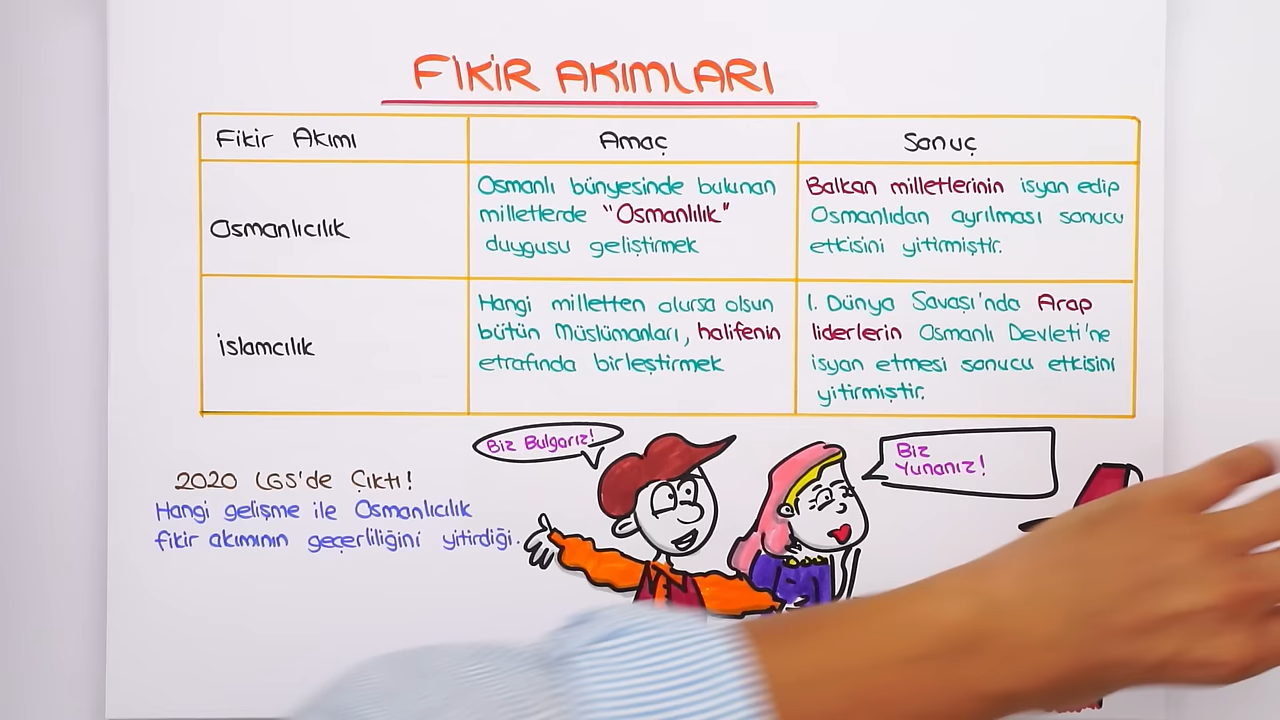 FİKİR AKIMLARI
Fikir Akımı
Amaç
Sonuç
Osmanlıcılık
Osmanlı bünyesinde bulunan
milletlerde "Osmanlılık"
duygusu geliştirmek
Balkan milletlerinin isyan edip
Osmanlıdan ayrılması sonucu
etkisini yitirmiştir.
İslamcılık
Hangi milletten olursa olsun
bütün Müslümanları, halifenin
etrafında birleştirmek
1. Dünya Savaşı'nda Arap
liderlerin Osmanlı Devleti'ne
isyan etmesi sonucu etkisini
yitirmiştir.
2020 LGS'de Çıktı!
Hangi gelişme ile Osmanlıcılık
fikir akımının geçerliliğini yitirdiği.
Biz Bulgarız!
Biz
Yunanız!